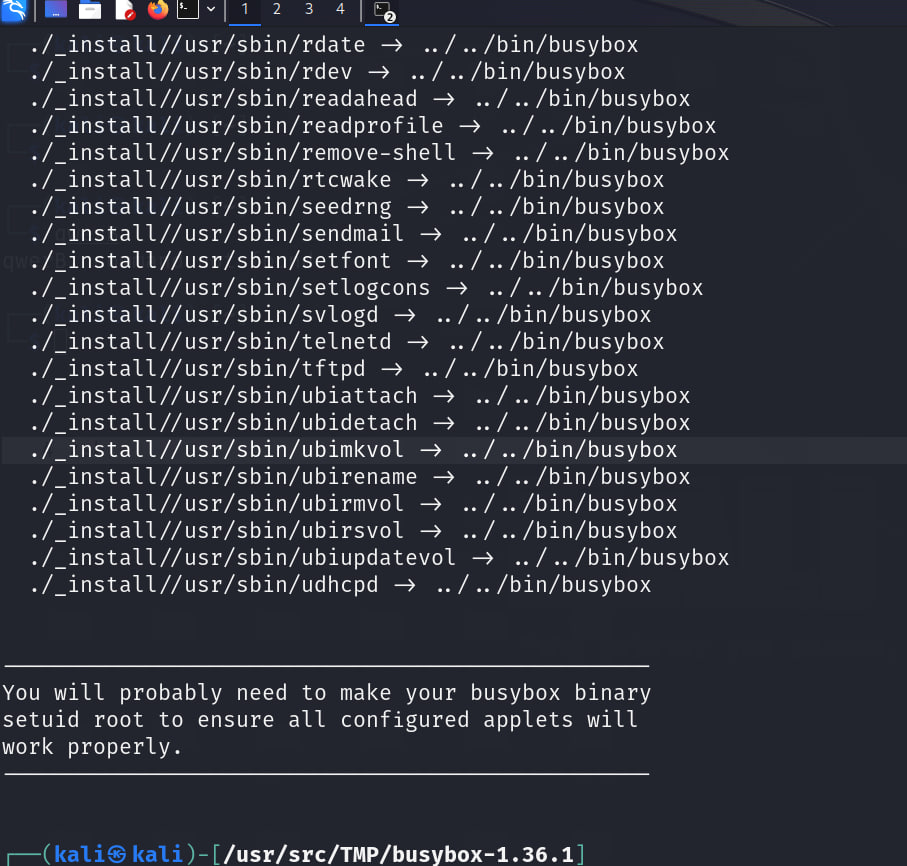 1 2 3 4 2
./_install//usr/sbin/rdate -> ../../bin/busybox
./_install//usr/sbin/rdev -> ../../bin/busybox
./_install//usr/sbin/readahead -> ../../bin/busybox
./_install//usr/sbin/readprofile -> ../../bin/busybox
./_install//usr/sbin/remove-shell -> ../../bin/busybox
./_install//usr/sbin/rtcwake -> ../../bin/busybox
./_install//usr/sbin/seedrng -> ../../bin/busybox
./_install//usr/sbin/sendmail -> ../../bin/busybox
./_install//usr/sbin/setfont -> ../../bin/busybox
./_install//usr/sbin/setlogcons -> ../../bin/busybox
./_install//usr/sbin/svlogd -> ../../bin/busybox
./_install//usr/sbin/telnetd -> ../../bin/busybox
./_install//usr/sbin/tftpd -> ../../bin/busybox
./_install//usr/sbin/ubiattach -> ../../bin/busybox
./_install//usr/sbin/ubidetach -> ../../bin/busybox
./_install//usr/sbin/ubimkvol -> ../../bin/busybox
./_install//usr/sbin/ubirename -> ../../bin/busybox
./_install//usr/sbin/ubirmvol -> ../../bin/busybox
./_install//usr/sbin/ubirsvol -> ../../bin/busybox
./_install//usr/sbin/ubiupdatevol -> ../../bin/busybox
./_install//usr/sbin/udhcpd -> ../../bin/busybox
You will probably need to make your busybox binary
setuid root to ensure all configured applets will
work properly.
┌──(kali㉿kali)-[/usr/src/TMP/busybox-1.36.1]